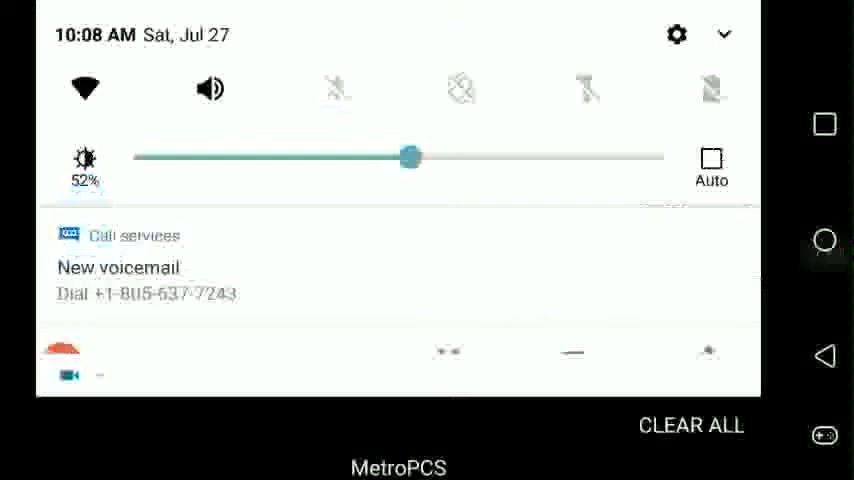 10:08 AM Sat, Jul 27
52%
Auto
Call services
New voicemail
Dial +1-805-637-7243
CLEAR ALL
MetroPCS